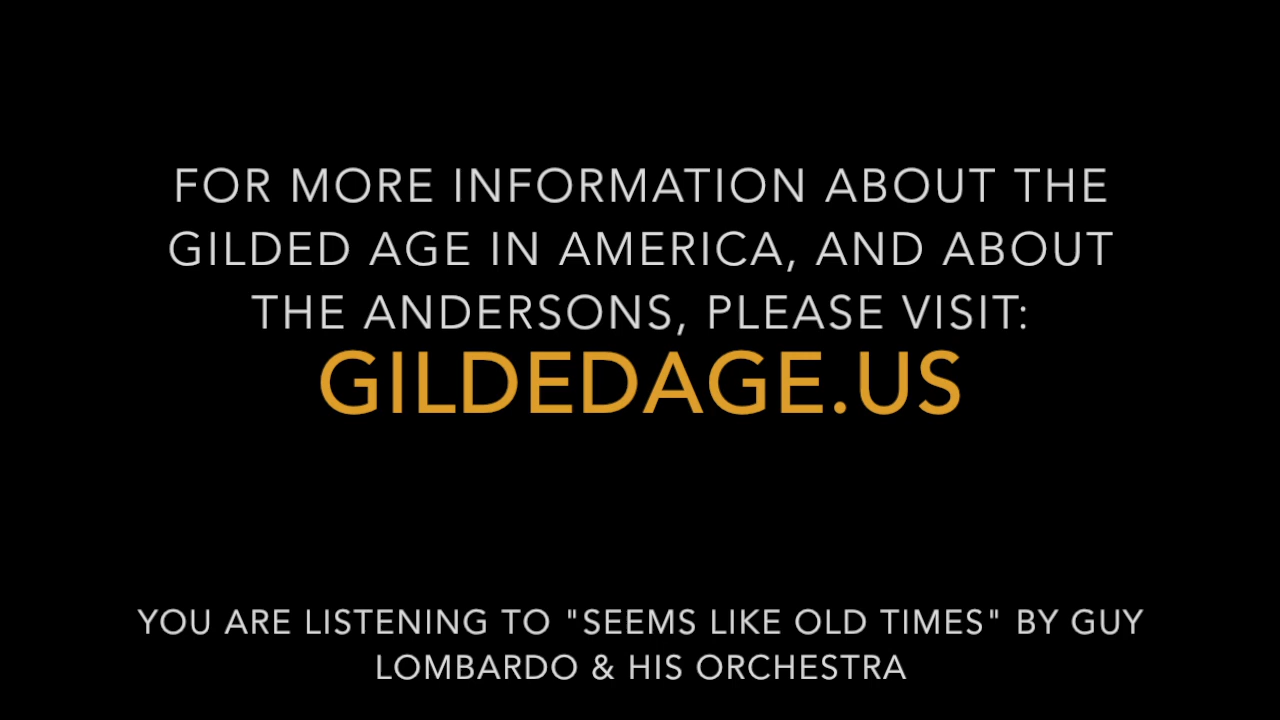 FOR MORE INFORMATION ABOUT THE
GILDED AGE IN AMERICA, AND ABOUT
THE ANDERSONS, PLEASE VISIT:
GILDEDAGE.US
YOU ARE LISTENING TO "SEEMS LIKE OLD TIMES" BY GUY
LOMBARDO & HIS ORCHESTRA